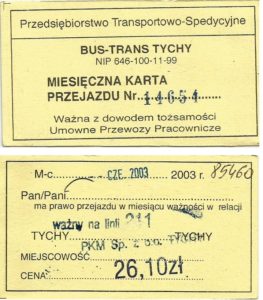 Przedsiębiorstwo Transportowo-Spedycyjne
BUS-TRANS TYCHY
NIP 646-100-11-99
MIESIĘCZNA KARTA
PRZEJAZDU Nr. 14654
Ważna z dowodem tożsamości
Umowne Przewozy Pracownicze
M-c CZE. 2003 2003 r. 85460
Pan/Pani
ma prawo przejazdu w miesiącu ważności w relacji
ważny na linii 211
TYCHY TYCHY
PKM Sp. z o.o.
MIEJSCOWOŚĆ
CENA: 26,10zł